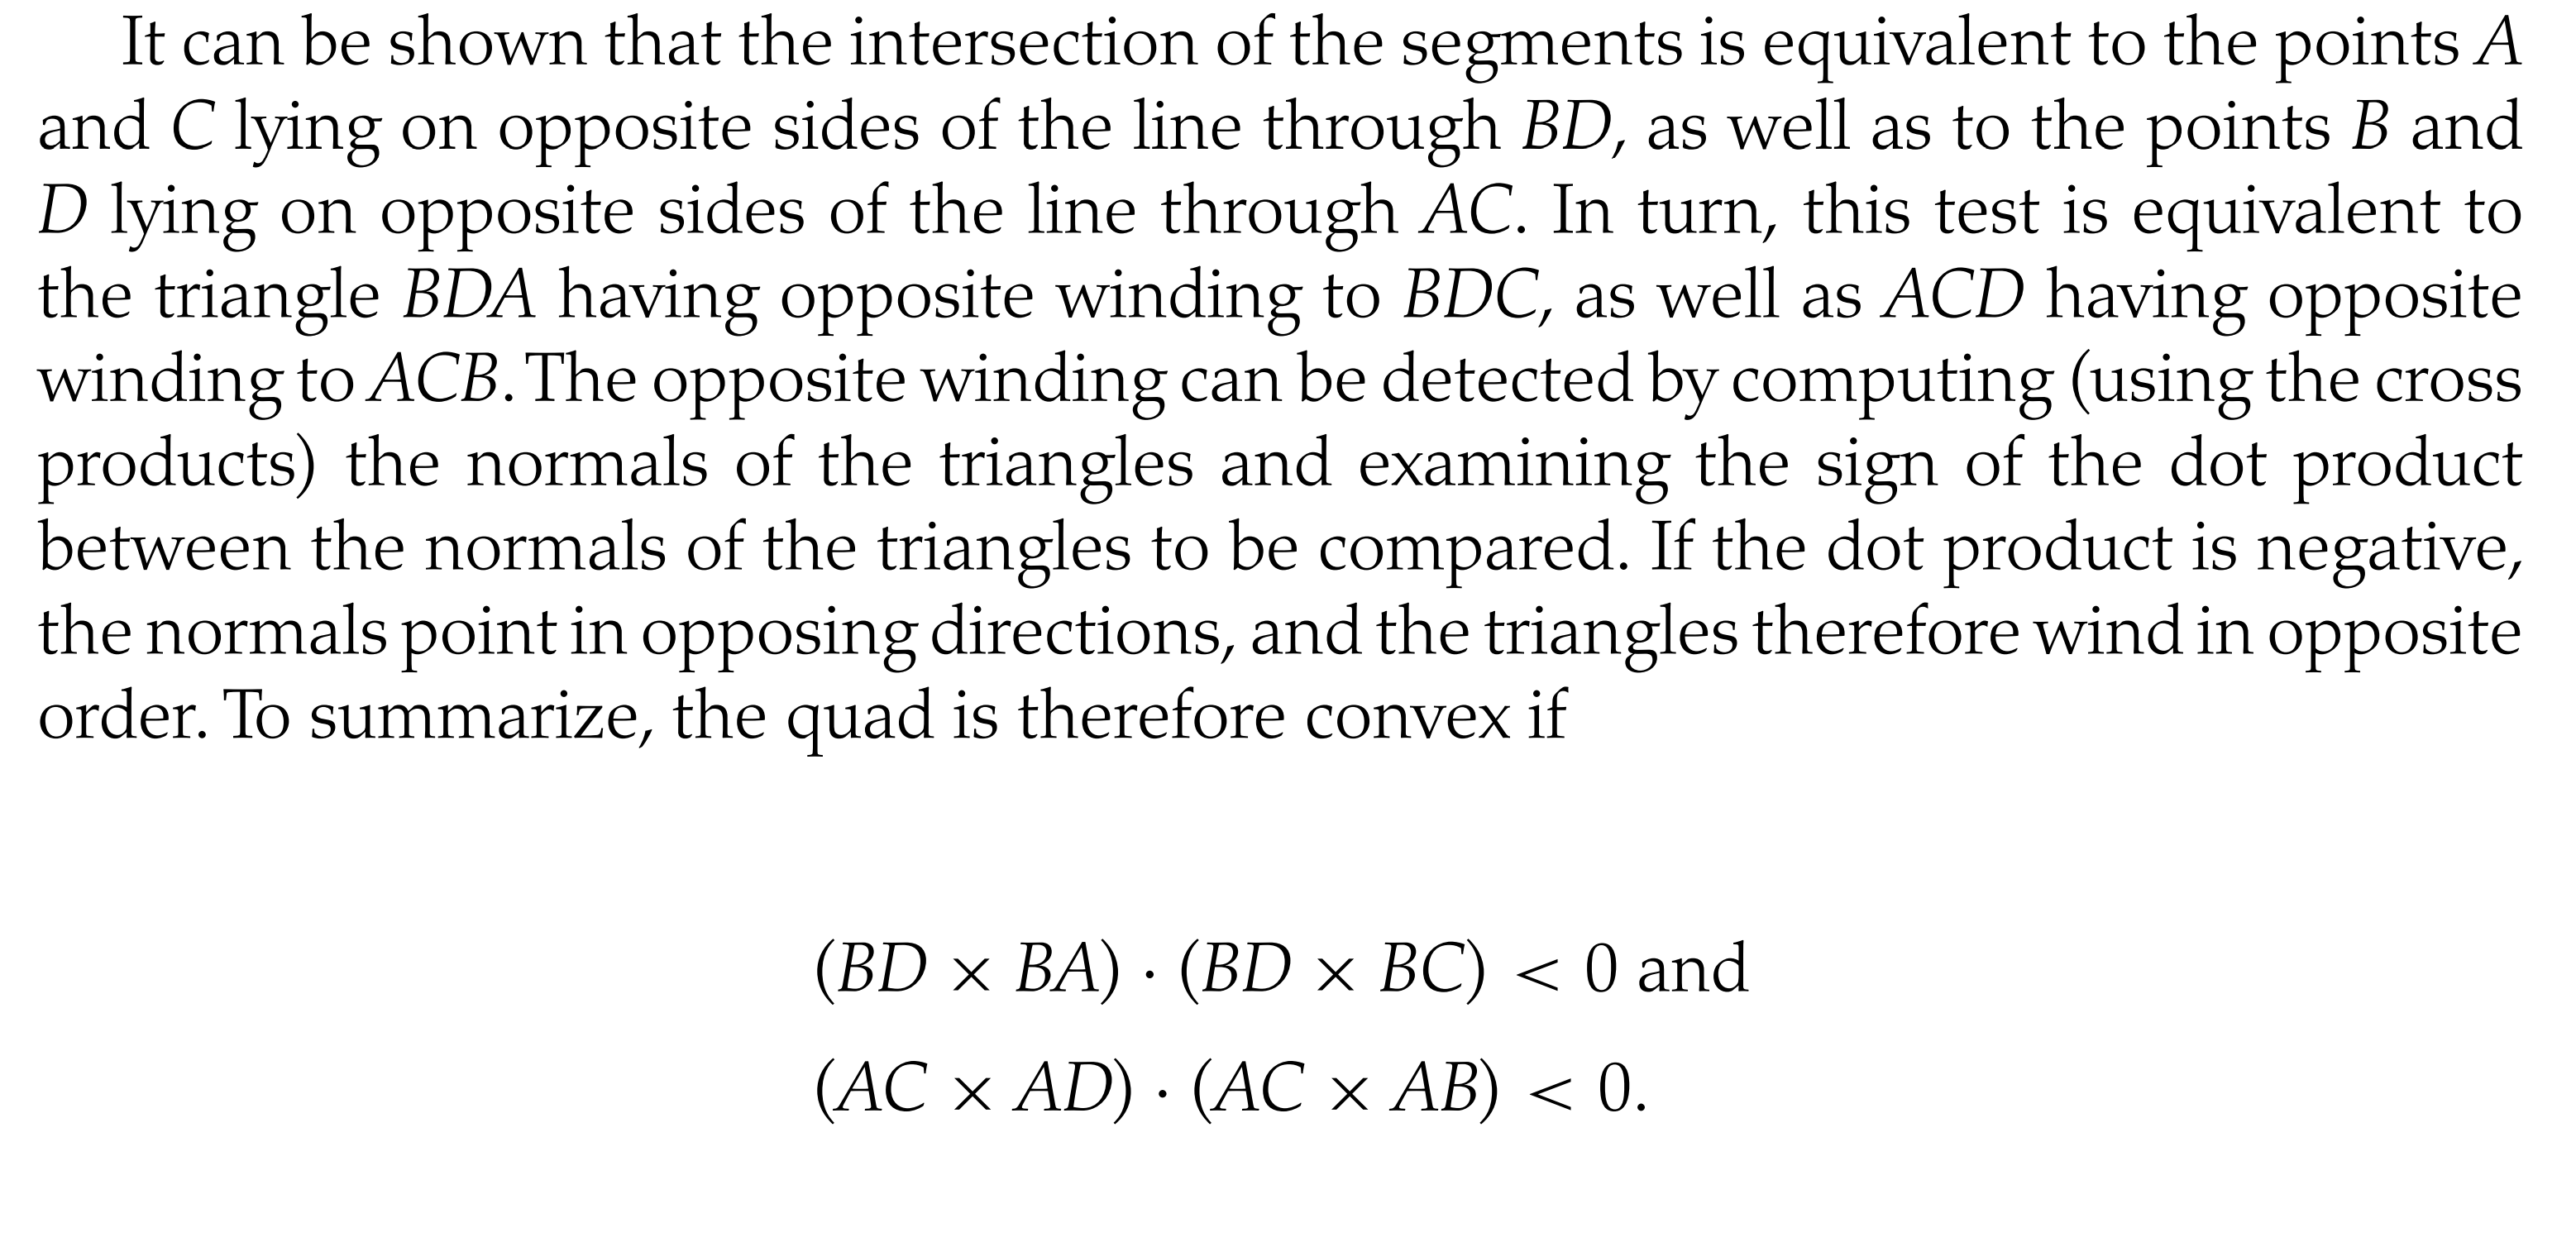 It can be shown that the intersection of the segments is equivalent to the points A
and C lying on opposite sides of the line through BD, as well as to the points B and
D lying on opposite sides of the line through AC. In turn, this test is equivalent to
the triangle BDA having opposite winding to BDC, as well as ACD having opposite
winding to ACB. The opposite winding can be detected by computing (using the cross
products) the normals of the triangles and examining the sign of the dot product
between the normals of the triangles to be compared. If the dot product is negative,
the normals point in opposing directions, and the triangles therefore wind in opposite
order. To summarize, the quad is therefore convex if
(BD × BA) · (BD × BC) < 0 and
(AC × AD) · (AC × AB) < 0.